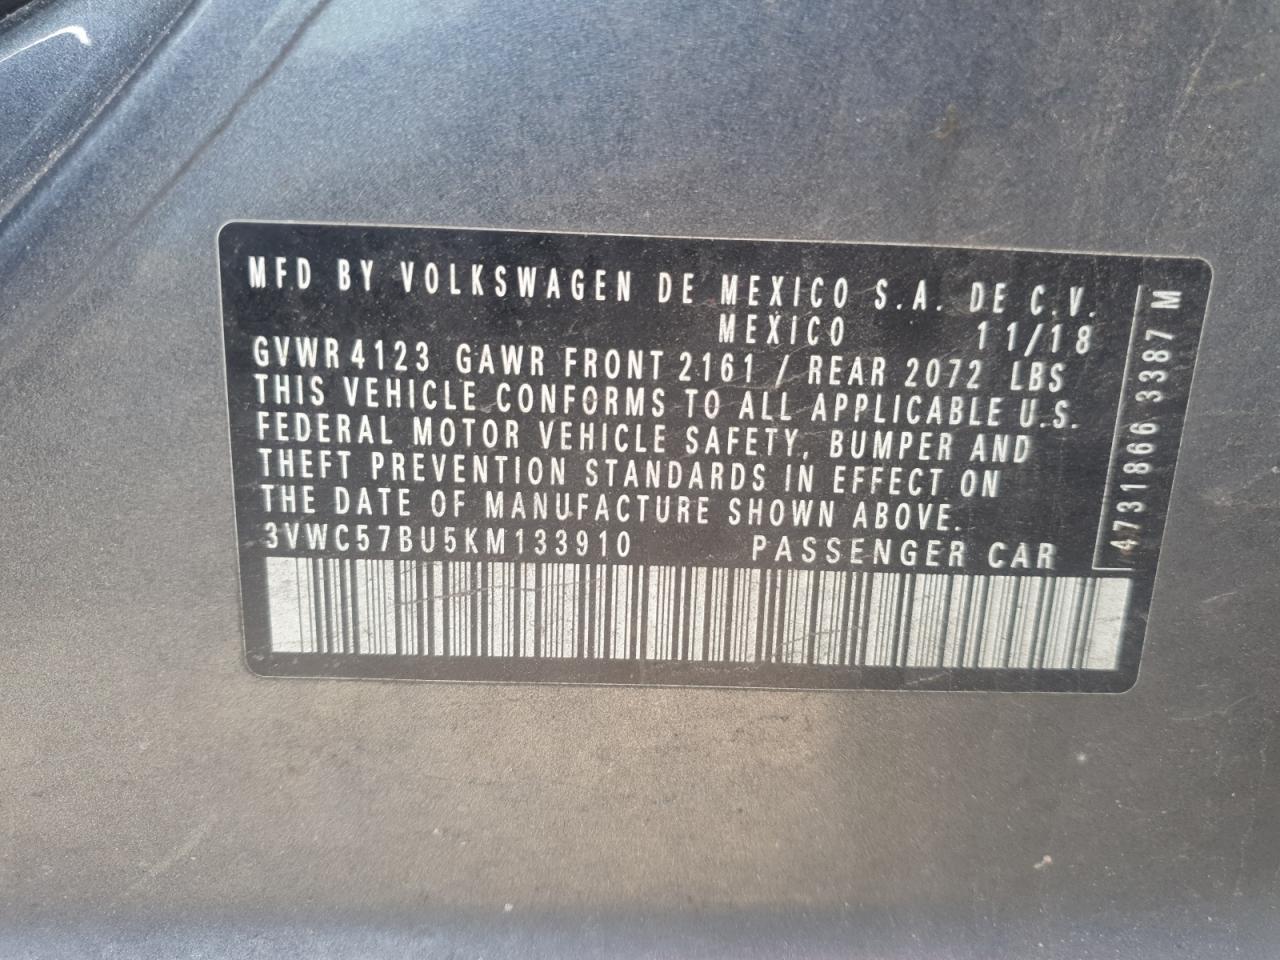 MFD BY VOLKSWAGEN DE MEXICO S.A. DE C.V.
MEXICO 11/18
GVWR 4123 GAWR FRONT 2161 / REAR 2072 LBS
THIS VEHICLE CONFORMS TO ALL APPLICABLE U.S.
FEDERAL MOTOR VEHICLE SAFETY, BUMPER AND
THEFT PREVENTION STANDARDS IN EFFECT ON
THE DATE OF MANUFACTURE SHOWN ABOVE.
3VWC57BU5KM133910 PASSENGER CAR
4731866 3387 M